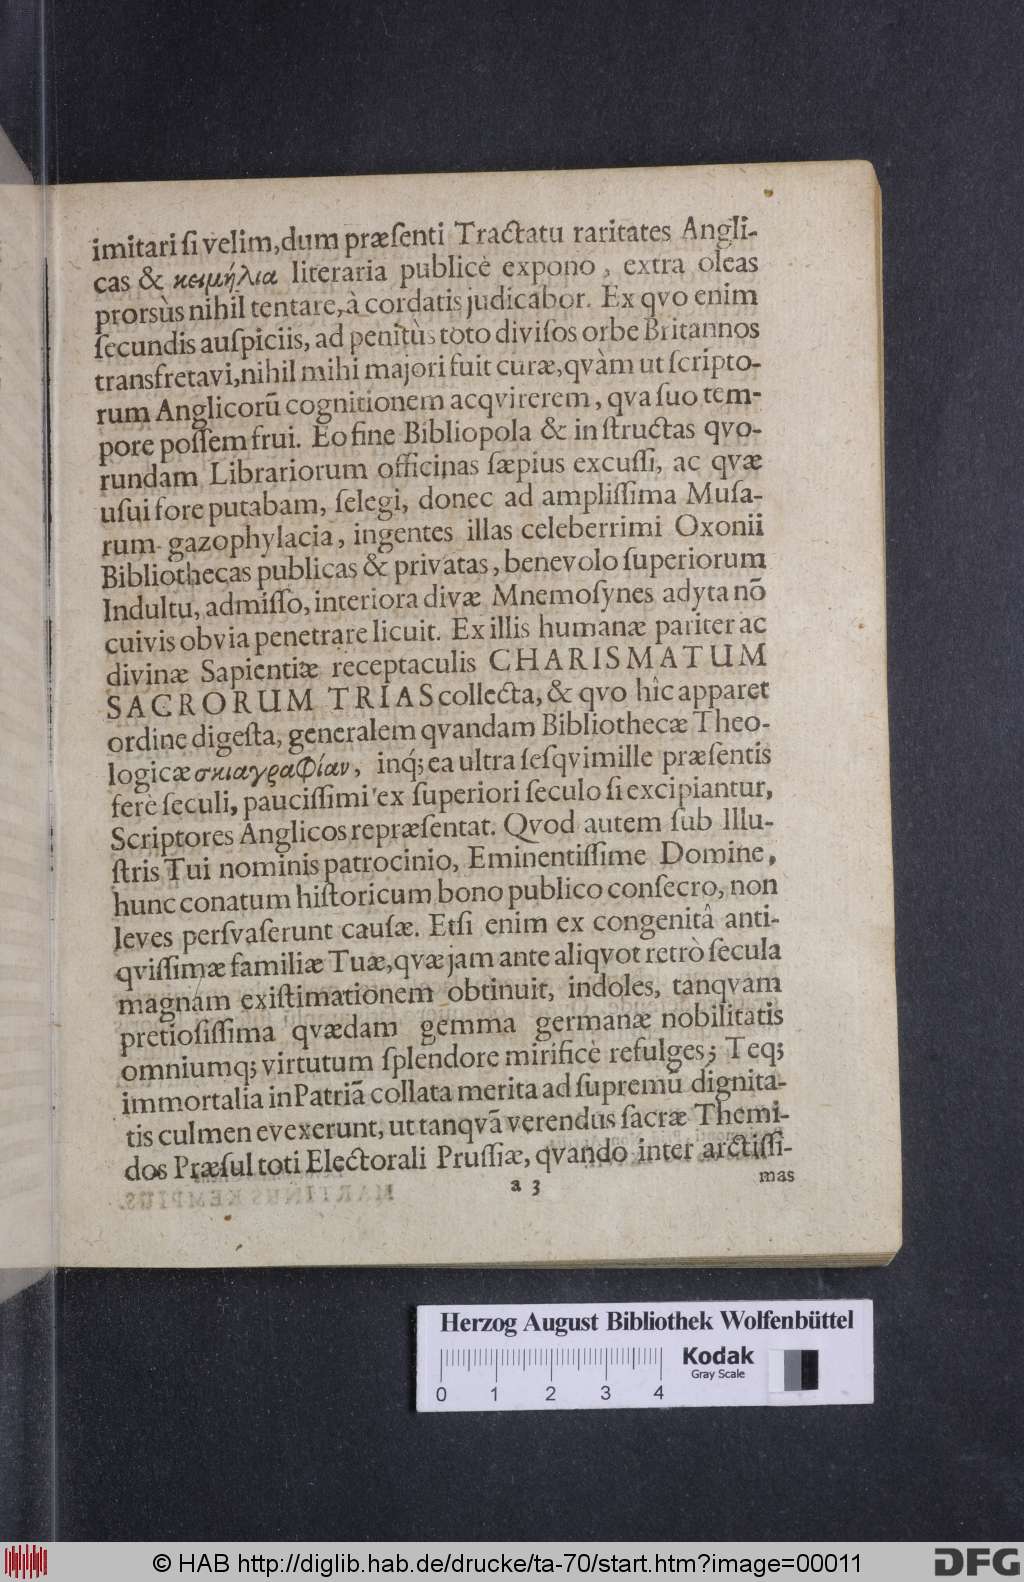 imitari ſi velim, dum præſenti Tractatu raritates Angli-
cas & κειμήλια literaria publicè expono, extra oleas
prorsùs nihil tentare, à cordatis judicabor. Ex qvo enim
ſecundis auſpiciis, ad penitùs toto diviſos orbe Britannos
transfretavi, nihil mihi majori fuit curæ, qvàm ut ſcripto-
rum Anglicorū cognitionem acqvirerem, qva ſuo tem-
pore poſſem frui. Eo fine Bibliopola & inſtructas qvo-
rundam Librariorum officinas ſæpius excuſſi, ac qvæ
uſui fore putabam, ſelegi, donec ad ampliſſima Muſa-
rum gazophylacia, ingentes illas celeberrimi Oxonii
Bibliothecas publicas & privatas, benevolo ſuperiorum
Indultu, admiſſo, interiora divæ Mnemoſynes adyta nō
cuivis obvia penetrare licuit. Ex illis humanæ pariter ac
divinæ Sapientiæ receptaculis CHARISMATUM
SACRORUM TRIAS collecta, & qvo hîc apparet
ordine digeſta, generalem qvandam Bibliothecæ Theo-
logicæ σκιαγραφίαν, inq; ea ultra ſeſqvimille præſentis
ferè ſeculi, pauciſſimi ex ſuperiori ſeculo ſi excipiantur,
Scriptores Anglicos repræſentat. Qvod autem ſub Illu-
ſtris Tui nominis patrocinio, Eminentiſſime Domine,
hunc conatum hiſtoricum bono publico conſecro, non
leves perſvaſerunt cauſæ. Etſi enim ex congenitâ anti-
qviſſimæ familiæ Tuæ, qvæ jam ante aliqvot retrò ſecula
magnam exiſtimationem obtinuit, indoles, tanqvam
pretioſiſſima qvædam gemma germanæ nobilitatis
omniumq; virtutum ſplendore mirificè refulges; Teq;
immortalia in Patriā collata merita ad ſupremū dignita-
tis culmen evexerunt, ut tanqvā verendus ſacræ Themi-
dos Præſul toti Electorali Pruſſiæ, qvando inter arctiſſi-
a 3
mas
Herzog August Bibliothek Wolfenbüttel
0 1 2 3 4
Kodak
Gray Scale
© HAB http://diglib.hab.de/drucke/ta-70/start.htm?image=00011
DFG